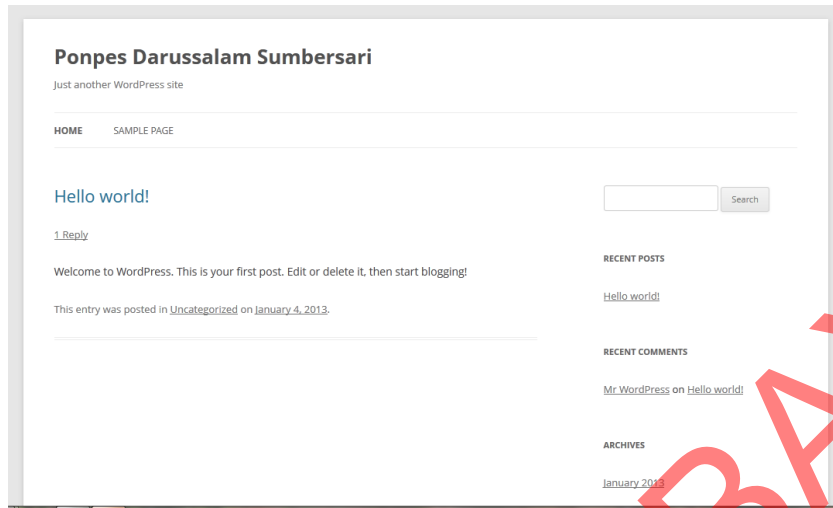 Ponpes Darussalam Sumbersari
Just another WordPress site
HOME SAMPLE PAGE
Hello world!
1 Reply
Welcome to WordPress. This is your first post. Edit or delete it, then start blogging!
This entry was posted in Uncategorized on January 4, 2013.
Search
RECENT POSTS
Hello world!
RECENT COMMENTS
Mr WordPress on Hello world!
ARCHIVES
January 2013
BA